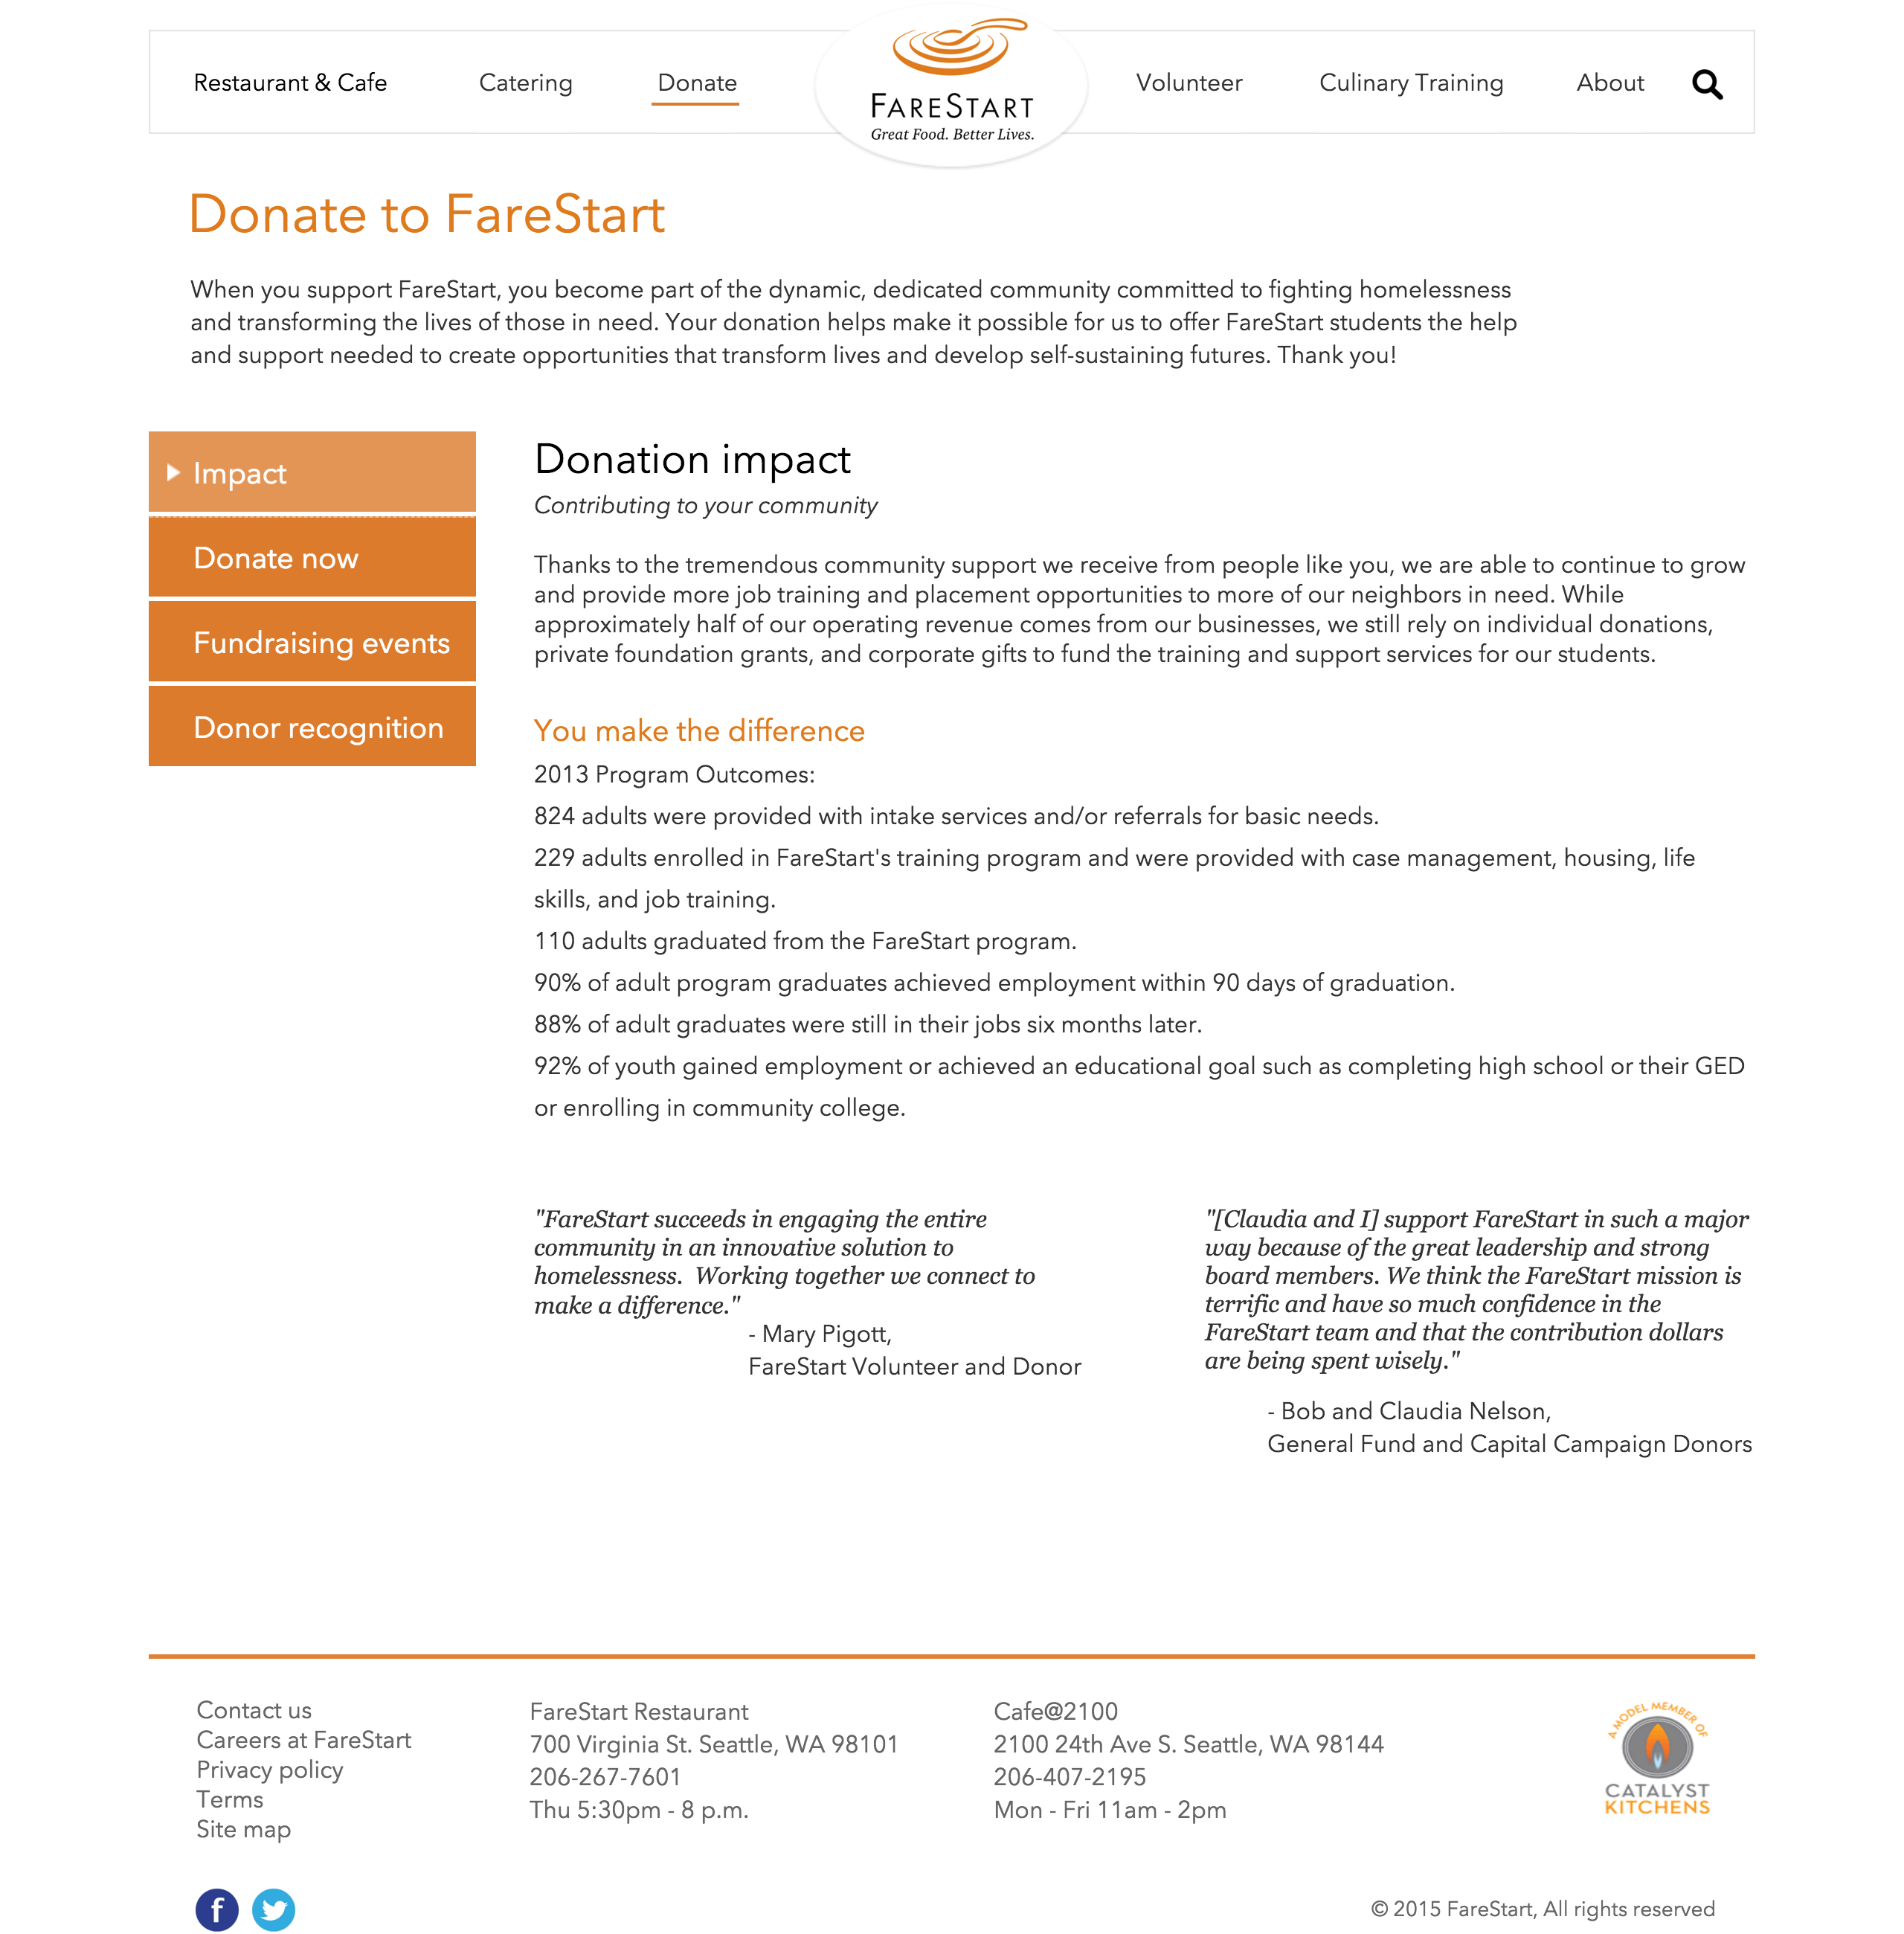 Restaurant & Cafe
Catering
Donate
FARESTART
Great Food. Better Lives.
Volunteer
Culinary Training
About
Donate to FareStart
When you support FareStart, you become part of the dynamic, dedicated community committed to fighting homelessness
and transforming the lives of those in need. Your donation helps make it possible for us to offer FareStart students the help
and support needed to create opportunities that transform lives and develop self-sustaining futures. Thank you!
Impact
Donate now
Fundraising events
Donor recognition
Donation impact
Contributing to your community
Thanks to the tremendous community support we receive from people like you, we are able to continue to grow
and provide more job training and placement opportunities to more of our neighbors in need. While
approximately half of our operating revenue comes from our businesses, we still rely on individual donations,
private foundation grants, and corporate gifts to fund the training and support services for our students.
You make the difference
2013 Program Outcomes:
824 adults were provided with intake services and/or referrals for basic needs.
229 adults enrolled in FareStart's training program and were provided with case management, housing, life
skills, and job training.
110 adults graduated from the FareStart program.
90% of adult program graduates achieved employment within 90 days of graduation.
88% of adult graduates were still in their jobs six months later.
92% of youth gained employment or achieved an educational goal such as completing high school or their GED
or enrolling in community college.
"FareStart succeeds in engaging the entire
community in an innovative solution to
homelessness.  Working together we connect to
make a difference."
- Mary Pigott,
FareStart Volunteer and Donor
"[Claudia and I] support FareStart in such a major
way because of the great leadership and strong
board members. We think the FareStart mission is
terrific and have so much confidence in the
FareStart team and that the contribution dollars
are being spent wisely."
- Bob and Claudia Nelson,
General Fund and Capital Campaign Donors
Contact us
Careers at FareStart
Privacy policy
Terms
Site map
FareStart Restaurant
700 Virginia St. Seattle, WA 98101
206-267-7601
Thu 5:30pm - 8 p.m.
Cafe@2100
2100 24th Ave S. Seattle, WA 98144
206-407-2195
Mon - Fri 11am - 2pm
A MODEL MEMBER OF
CATALYST
KITCHENS
f
© 2015 FareStart, All rights reserved